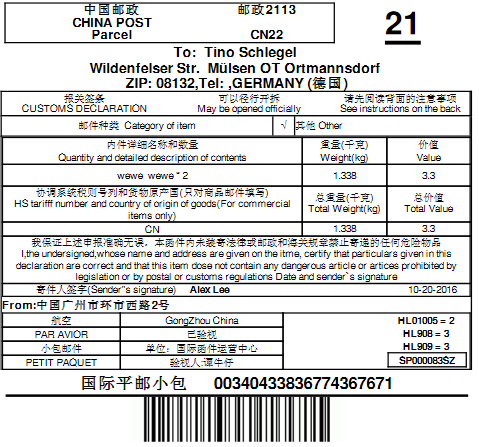 中国邮政 邮政2113
CHINA POST
Parcel CN22
21
To: Tino Schlegel
Wildenfelser Str. Mülsen OT Ortmannsdorf
ZIP: 08132,Tel: ,GERMANY (德国)
报关签条 可以径行开拆 请先阅读背面的注意事项
CUSTOMS DECLARATION May be opened officially See instructions on the back
邮件种类 Category of item √ 其他 Other
内件详细名称和数量 重量(千克) 价值
Quantity and detailed description of contents Weight(kg) Value
wewe wewe * 2 1.338 3.3
协调系统税则号列和货物原产国(只对商品邮件填写) 总重量(千克) 总价值
HS tarifff number and country of origin of goods(For commercial Total Weight(kg) Total Value
items only)
CN 1.338 3.3
我保证上述申报准确无误，本函件内未装寄法律或邮政和海关规章禁止寄递的任何危险物品
I,the undersigned,whose name and address are given on the itme, certify that particulars given in this
declaration are correct and that this item dose not contain any dangerous article or artices prohibited by
legislation or by postal or customs regulations Date and sender`s signature
寄件人签字(Sender"s signature) Alex Lee 10-20-2016
From:中国广州市环市西路2号
航空 GongZhou China HL01005 = 2
PAR AVIOR 已验视 HL908 = 3
小包邮件 单位：国际函件运营中心 HL909 = 3
PETIT PAQUET 验视人:谭牛仔 SP000083SZ
国际平邮小包 00340433836774367671